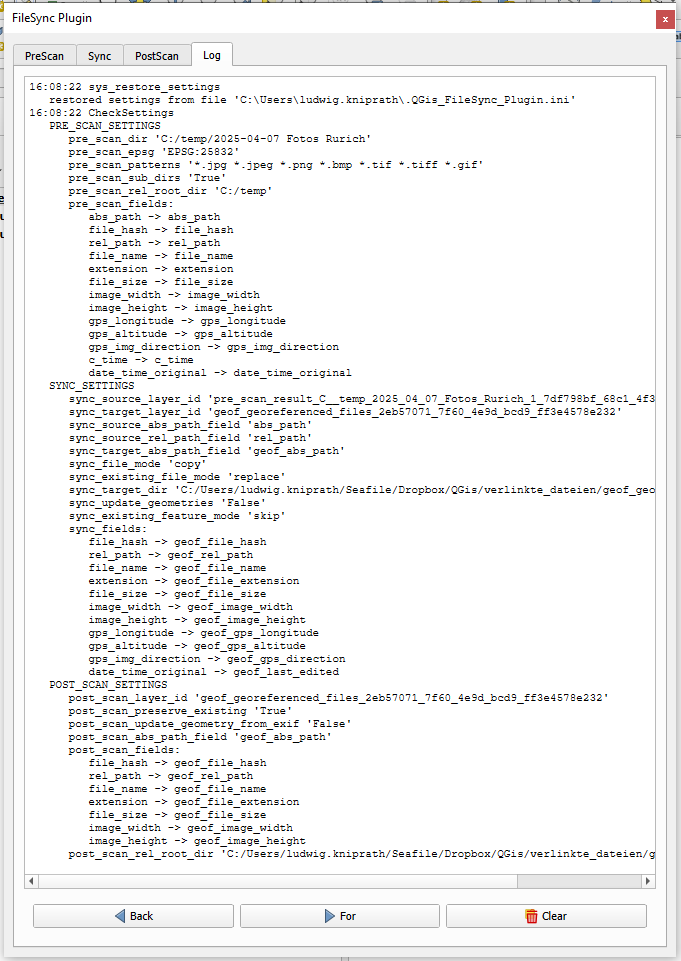 FileSync Plugin
x
PreScan Sync PostScan Log
16:08:22 sys_restore_settings
restored settings from file 'C:\Users\ludwig.kniprath\.QGis_FileSync_Plugin.ini'
16:08:22 CheckSettings
PRE_SCAN_SETTINGS
pre_scan_dir 'C:/temp/2025-04-07 Fotos Rurich'
pre_scan_epsg 'EPSG:25832'
pre_scan_patterns '*.jpg *.jpeg *.png *.bmp *.tif *.tiff *.gif'
pre_scan_sub_dirs 'True'
pre_scan_rel_root_dir 'C:/temp'
pre_scan_fields:
abs_path -> abs_path
file_hash -> file_hash
rel_path -> rel_path
file_name -> file_name
extension -> extension
file_size -> file_size
image_width -> image_width
image_height -> image_height
gps_longitude -> gps_longitude
gps_altitude -> gps_altitude
gps_img_direction -> gps_img_direction
c_time -> c_time
date_time_original -> date_time_original
SYNC_SETTINGS
sync_source_layer_id 'pre_scan_result_C__temp_2025_04_07_Fotos_Rurich_1_7df798bf_68c1_4f3
sync_target_layer_id 'geof_georeferenced_files_2eb57071_7f60_4e9d_bcd9_ff3e4578e232'
sync_source_abs_path_field 'abs_path'
sync_source_rel_path_field 'rel_path'
sync_target_abs_path_field 'geof_abs_path'
sync_file_mode 'copy'
sync_existing_file_mode 'replace'
sync_target_dir 'C:/Users/ludwig.kniprath/Seafile/Dropbox/QGis/verlinkte_dateien/geof_geo
sync_update_geometries 'False'
sync_existing_feature_mode 'skip'
sync_fields:
file_hash -> geof_file_hash
rel_path -> geof_rel_path
file_name -> geof_file_name
extension -> geof_file_extension
file_size -> geof_file_size
image_width -> geof_image_width
image_height -> geof_image_height
gps_longitude -> geof_gps_longitude
gps_altitude -> geof_gps_altitude
gps_img_direction -> geof_gps_direction
date_time_original -> geof_last_edited
POST_SCAN_SETTINGS
post_scan_layer_id 'geof_georeferenced_files_2eb57071_7f60_4e9d_bcd9_ff3e4578e232'
post_scan_preserve_existing 'True'
post_scan_update_geometry_from_exif 'False'
post_scan_abs_path_field 'geof_abs_path'
post_scan_fields:
file_hash -> geof_file_hash
rel_path -> geof_rel_path
file_name -> geof_file_name
extension -> geof_file_extension
file_size -> geof_file_size
image_width -> geof_image_width
image_height -> geof_image_height
post_scan_rel_root_dir 'C:/Users/ludwig.kniprath/Seafile/Dropbox/QGis/verlinkte_dateien/g
Back For Clear